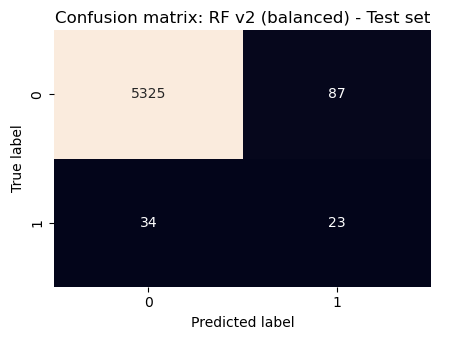 Confusion matrix: RF v2 (balanced) - Test set
True label
0
5325
87
1
34
23
0
1
Predicted label